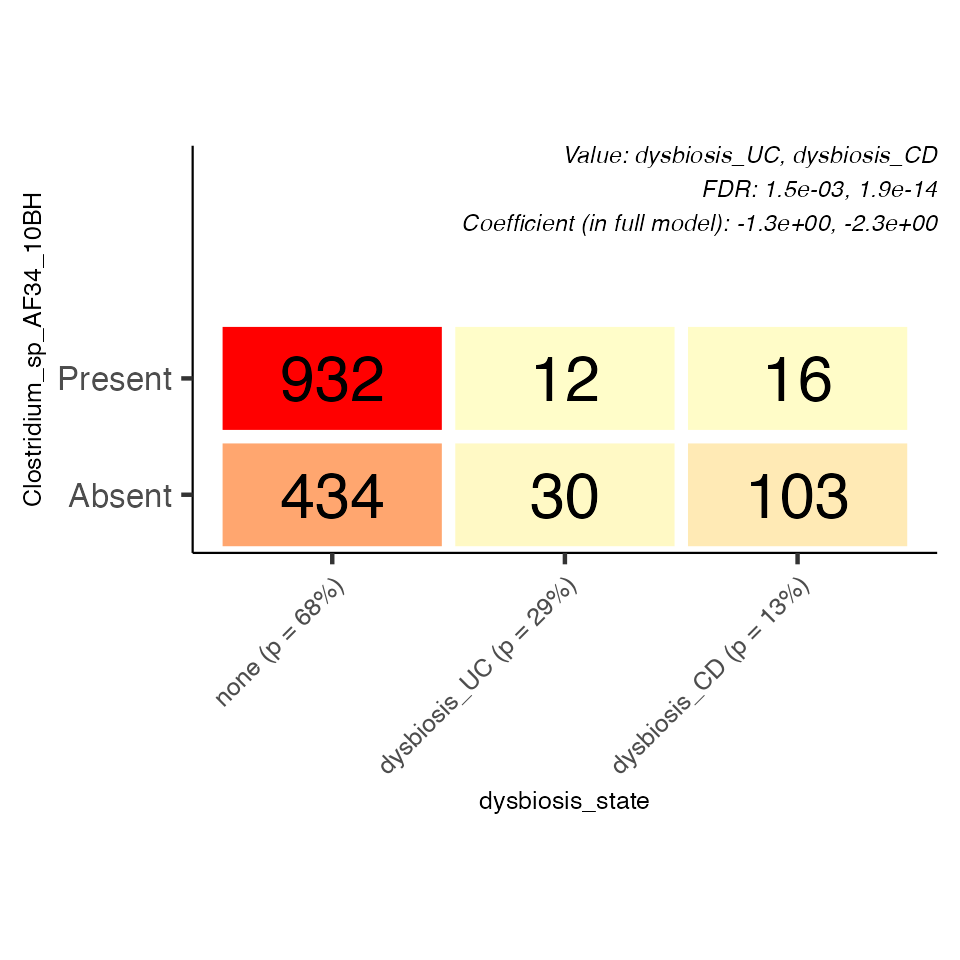 Value: dysbiosis_UC, dysbiosis_CD
FDR: 1.5e-03, 1.9e-14
Coefficient (in full model): -1.3e+00, -2.3e+00
Clostridium_sp_AF34_10BH
Present
932
12
16
Absent
434
30
103
none (p = 68%)
dysbiosis_UC (p = 29%)
dysbiosis_CD (p = 13%)
dysbiosis_state